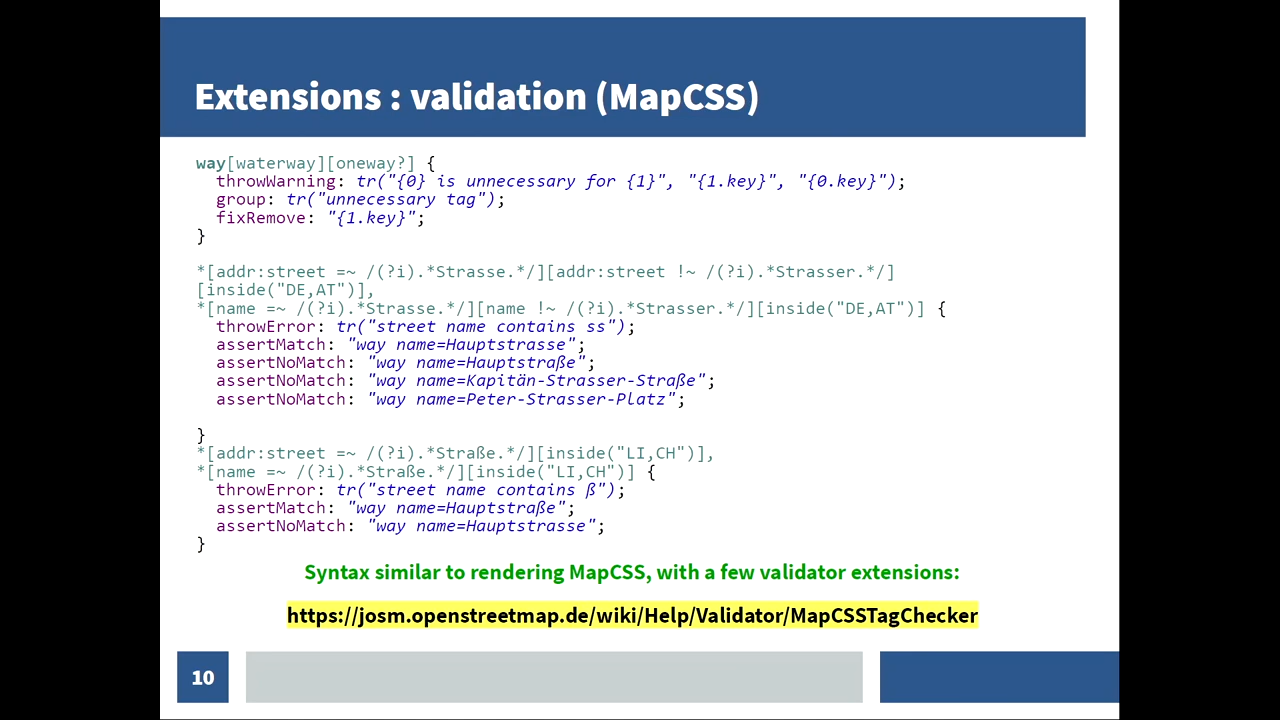 Extensions : validation (MapCSS)
way[waterway][oneway?] {
  throwWarning: tr("{0} is unnecessary for {1}", "{1.key}", "{0.key}");
  group: tr("unnecessary tag");
  fixRemove: "{1.key}";
}
*[addr:street =~ /(?i).*Strasse.*/][addr:street !~ /(?i).*Strasser.*/]
[inside("DE,AT")],
*[name =~ /(?i).*Strasse.*/][name !~ /(?i).*Strasser.*/][inside("DE,AT")] {
  throwError: tr("street name contains ss");
  assertMatch: "way name=Hauptstrasse";
  assertNoMatch: "way name=Hauptstraße";
  assertNoMatch: "way name=Kapitän-Strasser-Straße";
  assertNoMatch: "way name=Peter-Strasser-Platz";
}
*[addr:street =~ /(?i).*Straße.*/][inside("LI,CH")],
*[name =~ /(?i).*Straße.*/][inside("LI,CH")] {
  throwError: tr("street name contains ß");
  assertMatch: "way name=Hauptstraße";
  assertNoMatch: "way name=Hauptstrasse";
}
Syntax similar to rendering MapCSS, with a few validator extensions:
https://josm.openstreetmap.de/wiki/Help/Validator/MapCSSTagChecker
10